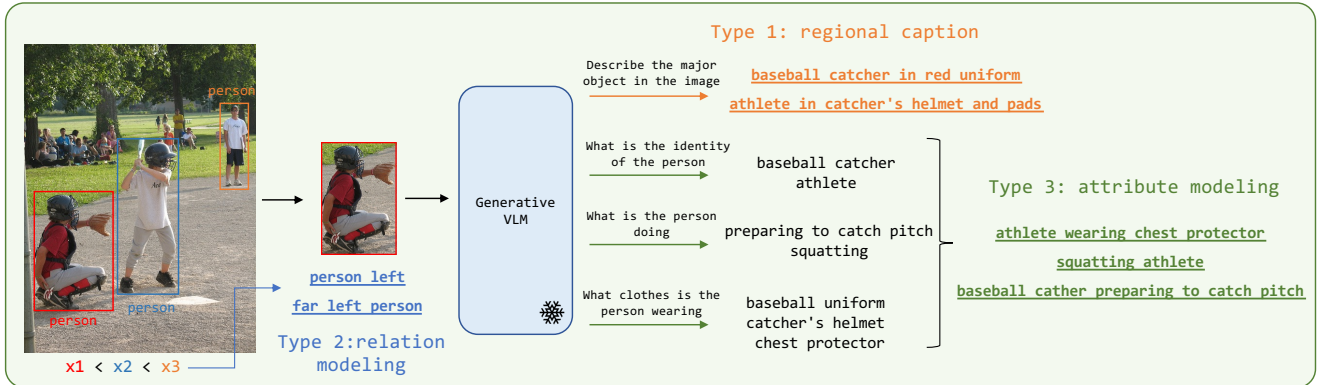 person
person
person
x1 < x2 < x3
person left
far left person
Type 2:relation
modeling
Generative
VLM
Type 1: regional caption
Describe the major
object in the image
baseball catcher in red uniform
athlete in catcher's helmet and pads
What is the identity
of the person
baseball catcher
athlete
What is the person
doing
preparing to catch pitch
squatting
What clothes is the
person wearing
baseball uniform
catcher's helmet
chest protector
Type 3: attribute modeling
athlete wearing chest protector
squatting athlete
baseball cather preparing to catch pitch